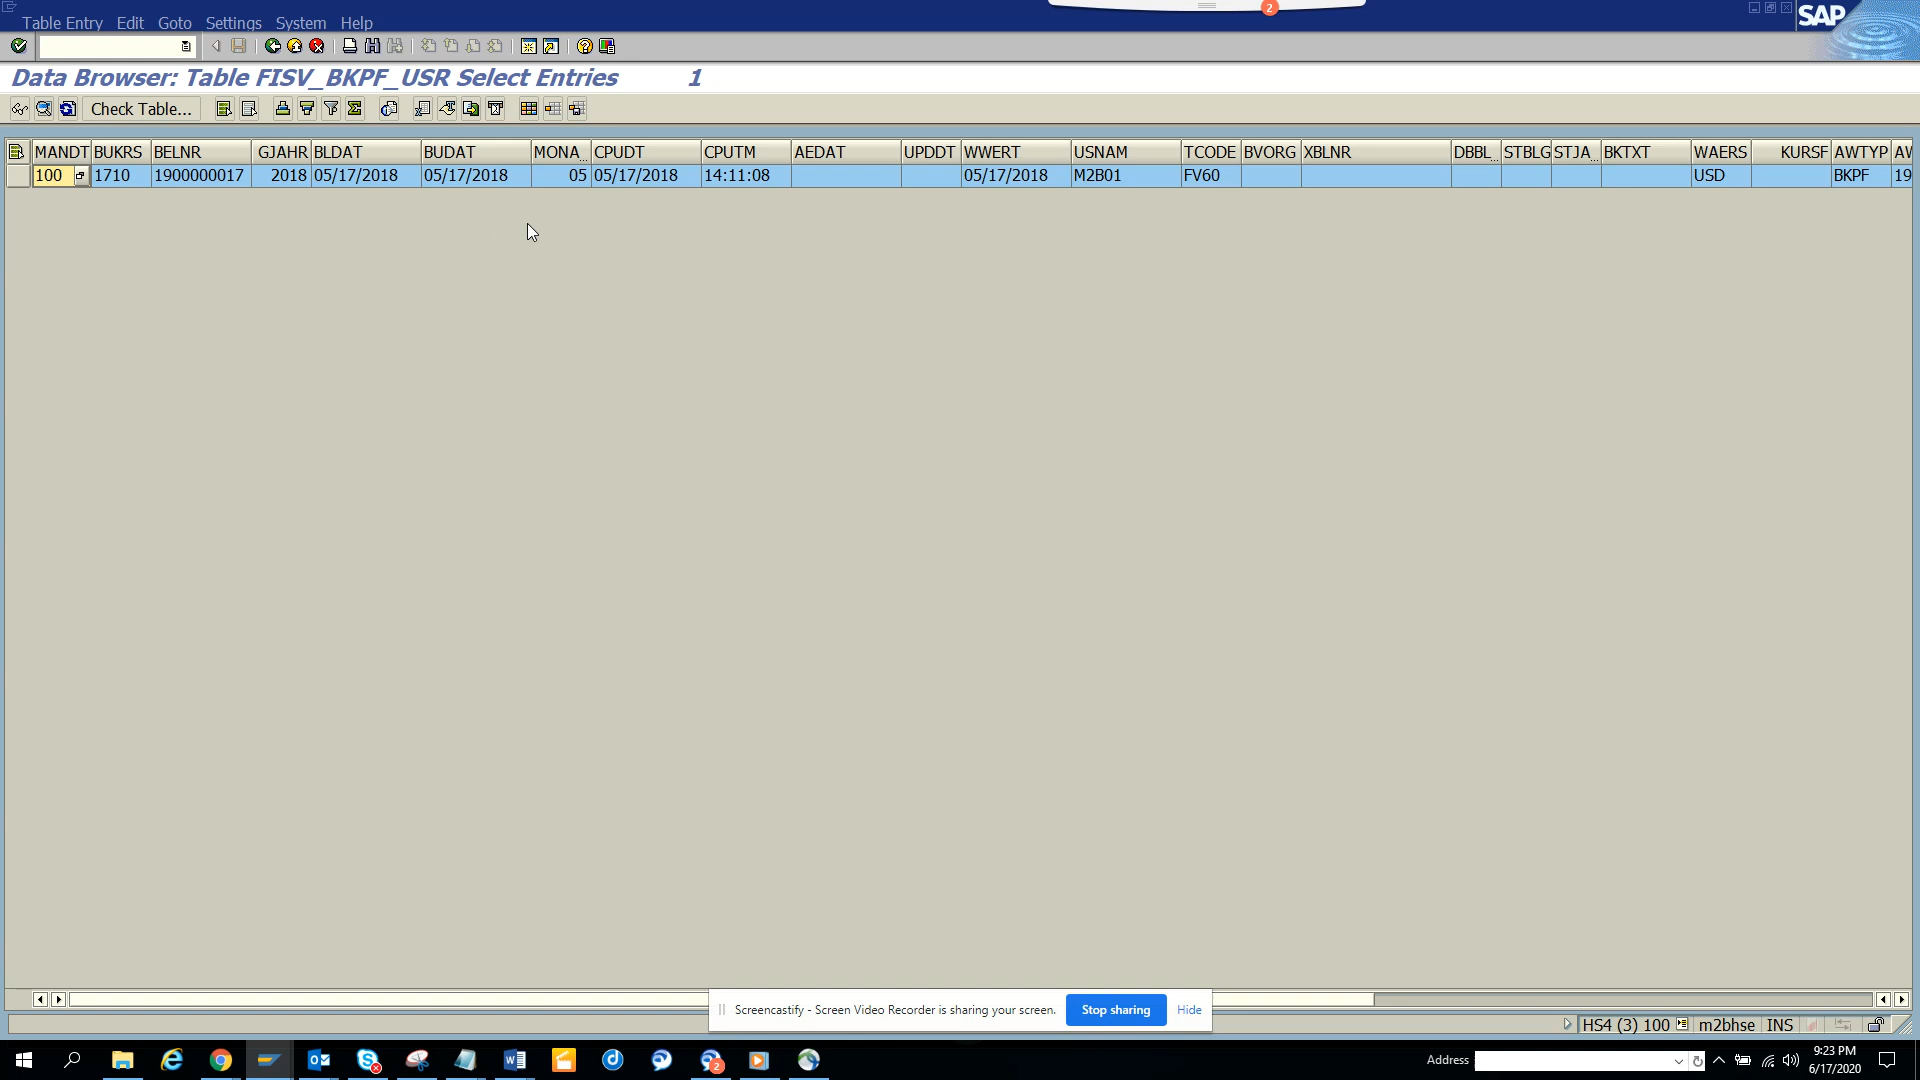 Table Entry Edit Goto Settings System Help
2
SAP
Data Browser: Table FISV_BKPF_USR Select Entries 1
Check Table...
MANDT BUKRS BELNR GJAHR BLDAT BUDAT MONA... CPUDT CPUTM AEDAT UPDDT WWERT USNAM TCODE BVORG XBLNR DBBL... STBLG STJA... BKTXT WAERS KURSF AWTYP AW
100 1710 1900000017 2018 05/17/2018 05/17/2018 05 05/17/2018 14:11:08 05/17/2018 M2B01 FV60 USD BKPF 19
Screencastify - Screen Video Recorder is sharing your screen. Stop sharing Hide
HS4 (3) 100 m2bhse INS
2
Address
9:23 PM
6/17/2020